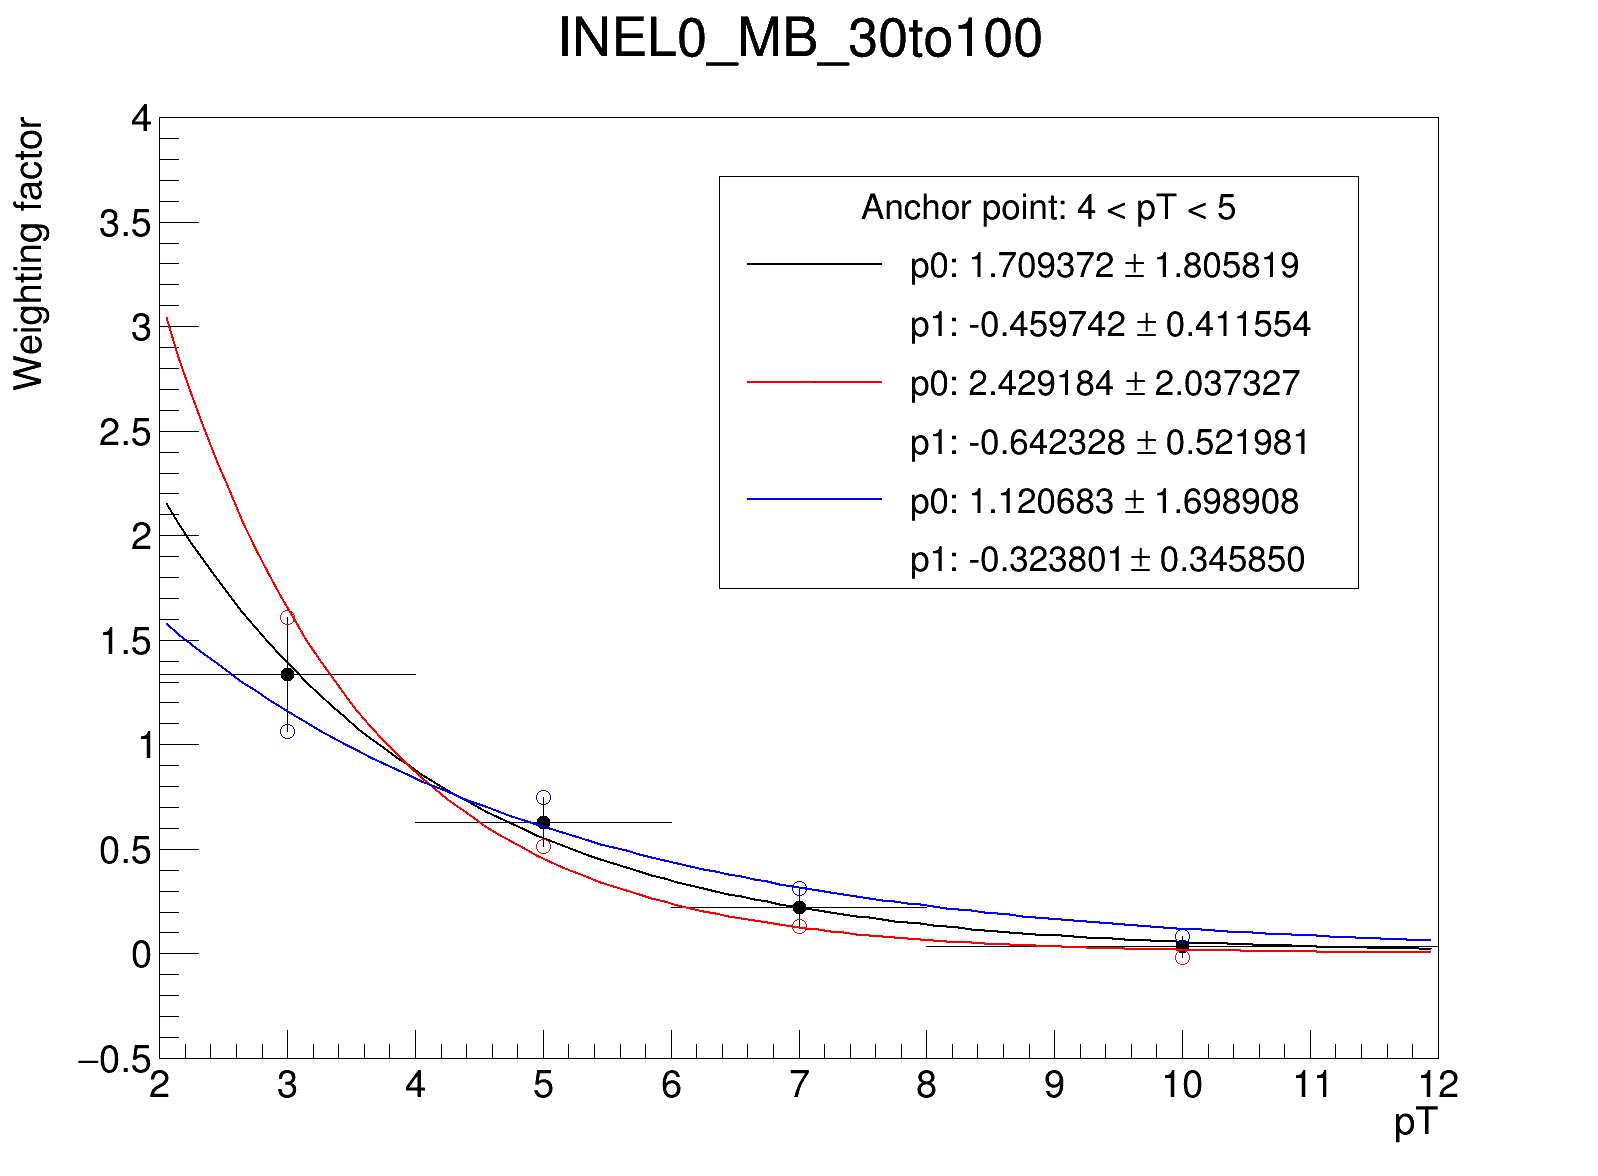 INEL0_MB_30to100
Weighting factor
4
3.5
3
2.5
2
1.5
1
0.5
0
−0.5
Anchor point: 4 < pT < 5
p0: 1.709372 ± 1.805819
p1: -0.459742 ± 0.411554
p0: 2.429184 ± 2.037327
p1: -0.642328 ± 0.521981
p0: 1.120683 ± 1.698908
p1: -0.323801 ± 0.345850
2 3 4 5 6 7 8 9 10 11 12
pT